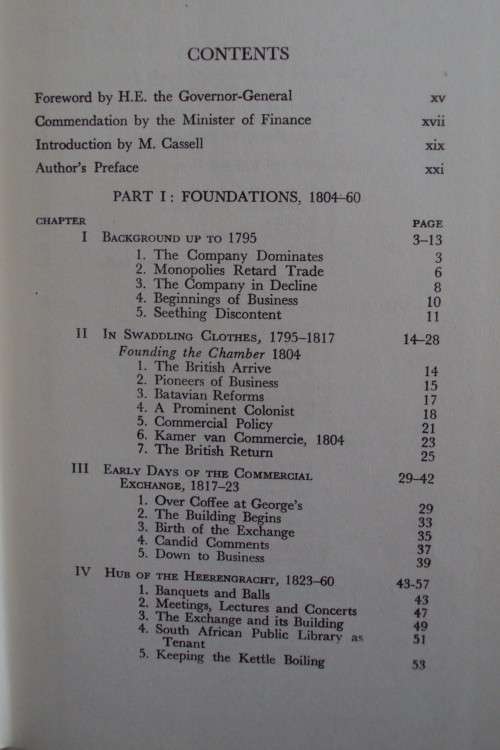 CONTENTS
Foreword by H.E. the Governor-General xv
Commendation by the Minister of Finance xvii
Introduction by M. Cassell xix
Author's Preface xxi
PART I: FOUNDATIONS, 1804-60
CHAPTER PAGE
I BACKGROUND UP TO 1795 3-13
1. The Company Dominates 3
2. Monopolies Retard Trade 6
3. The Company in Decline 8
4. Beginnings of Business 10
5. Seething Discontent 11
II IN SWADDLING CLOTHES, 1795-1817 14-28
Founding the Chamber 1804
1. The British Arrive 14
2. Pioneers of Business 15
3. Batavian Reforms 17
4. A Prominent Colonist 18
5. Commercial Policy 21
6. Kamer van Commercie, 1804 23
7. The British Return 25
III EARLY DAYS OF THE COMMERCIAL
EXCHANGE, 1817-23 29-42
1. Over Coffee at George's 29
2. The Building Begins 33
3. Birth of the Exchange 35
4. Candid Comments 37
5. Down to Business 39
IV HUB OF THE HEERENGRACHT, 1823-60 43-57
1. Banquets and Balls 43
2. Meetings, Lectures and Concerts 47
3. The Exchange and its Building 49
4. South African Public Library as
Tenant 51
5. Keeping the Kettle Boiling 53